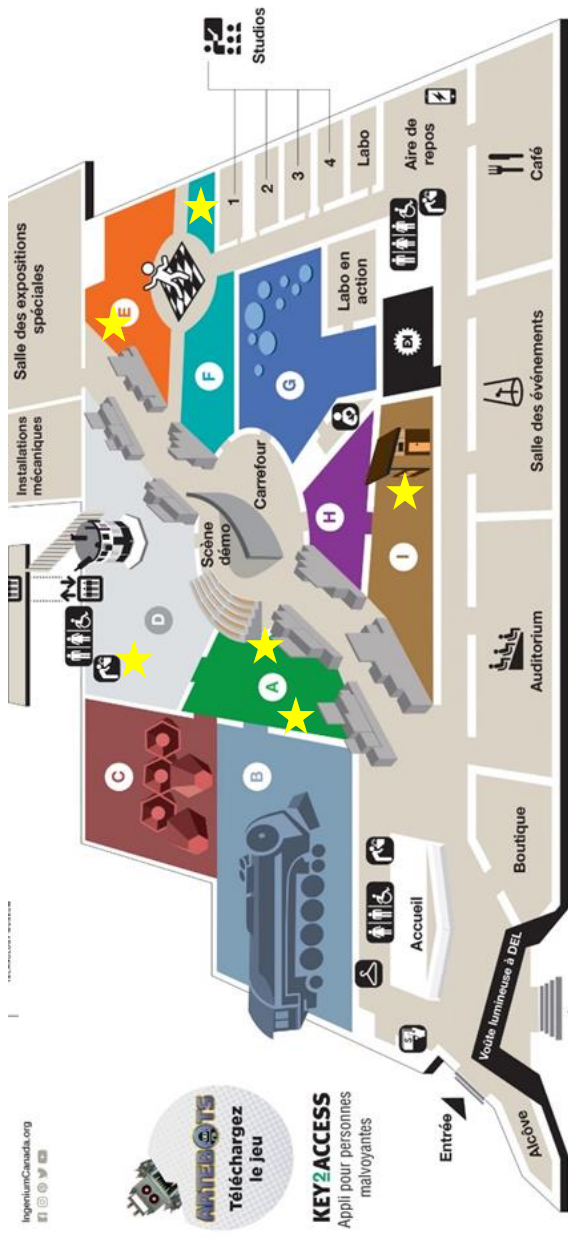 Salle des expositions
spéciales
Installations
mécaniques
Studios
1
2
3
4
Labo
Aire de
repos
Café
E
F
G
Labo en
action
Salle des événements
Carrefour
Scène
démo
H
I
D
A
Auditorium
C
B
Boutique
Accueil
Voûte lumineuse à DEL
Entrée
Alcôve
IngeniumCanada.org
ARTEBOTS
Téléchargez
le jeu
KEY2ACCESS
Appli pour personnes
malvoyantes